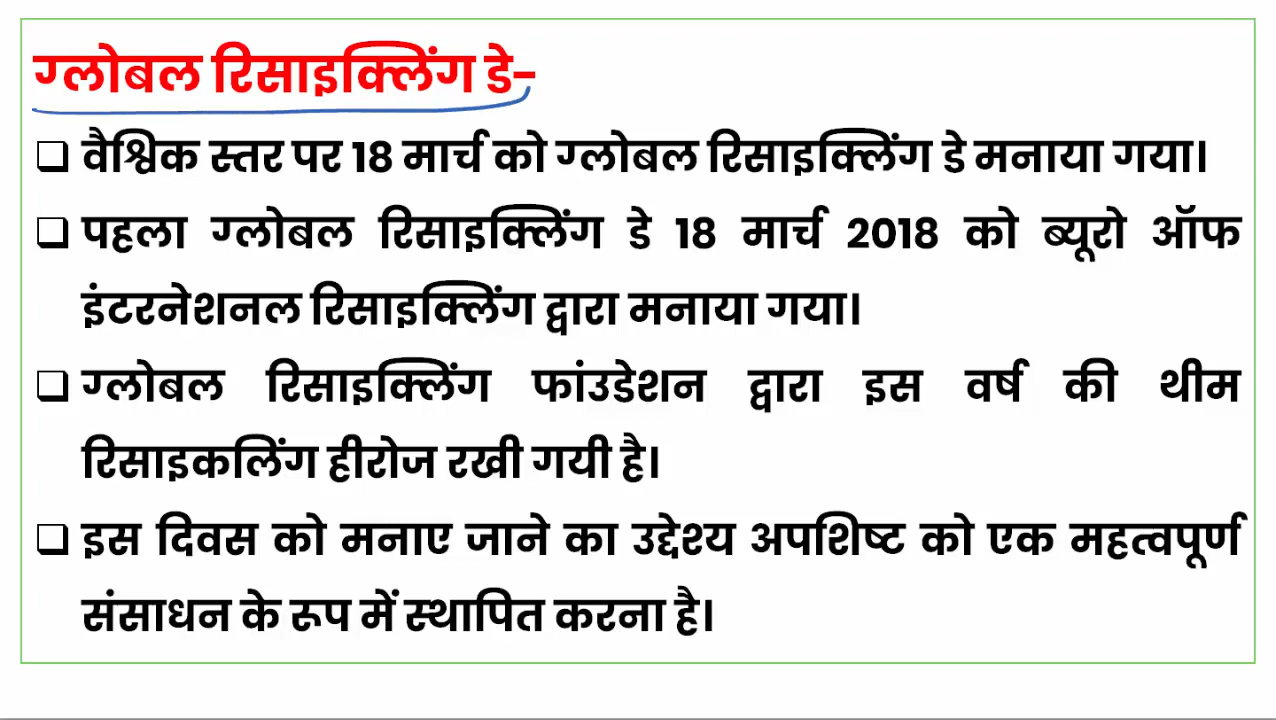 ग्लोबल रिसाइक्लिंग डे-
❑ वैश्विक स्तर पर 18 मार्च को ग्लोबल रिसाइक्लिंग डे मनाया गया।
❑ पहला ग्लोबल रिसाइक्लिंग डे 18 मार्च 2018 को ब्यूरो ऑफ
इंटरनेशनल रिसाइक्लिंग द्वारा मनाया गया।
❑ ग्लोबल रिसाइक्लिंग फांउडेशन द्वारा इस वर्ष की थीम
रिसाइकलिंग हीरोज रखी गयी है।
❑ इस दिवस को मनाए जाने का उद्देश्य अपशिष्ट को एक महत्वपूर्ण
संसाधन के रूप में स्थापित करना है।